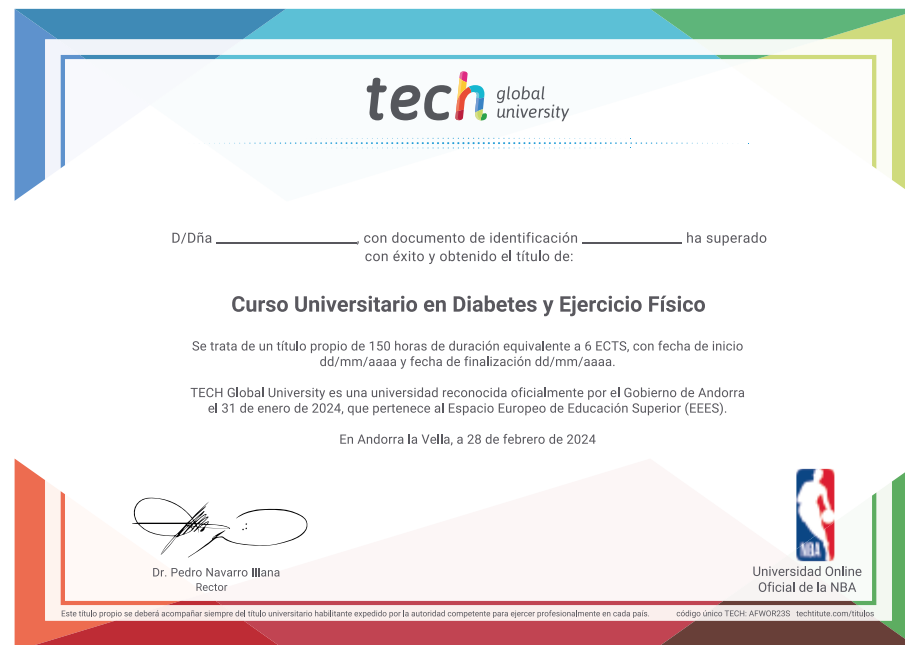 tech global university
D/Dña ____________________, con documento de identificación ______________ ha superado
con éxito y obtenido el título de:
Curso Universitario en Diabetes y Ejercicio Físico
Se trata de un título propio de 150 horas de duración equivalente a 6 ECTS, con fecha de inicio
dd/mm/aaaa y fecha de finalización dd/mm/aaaa.
TECH Global University es una universidad reconocida oficialmente por el Gobierno de Andorra
el 31 de enero de 2024, que pertenece al Espacio Europeo de Educación Superior (EEES).
En Andorra la Vella, a 28 de febrero de 2024
Dr. Pedro Navarro Illana
Rector
NBA
Universidad Online
Oficial de la NBA
Este título propio se deberá acompañar siempre del título universitario habilitante expedido por la autoridad competente para ejercer profesionalmente en cada país. código único TECH: AFWOR23S techtitute.com/titulos